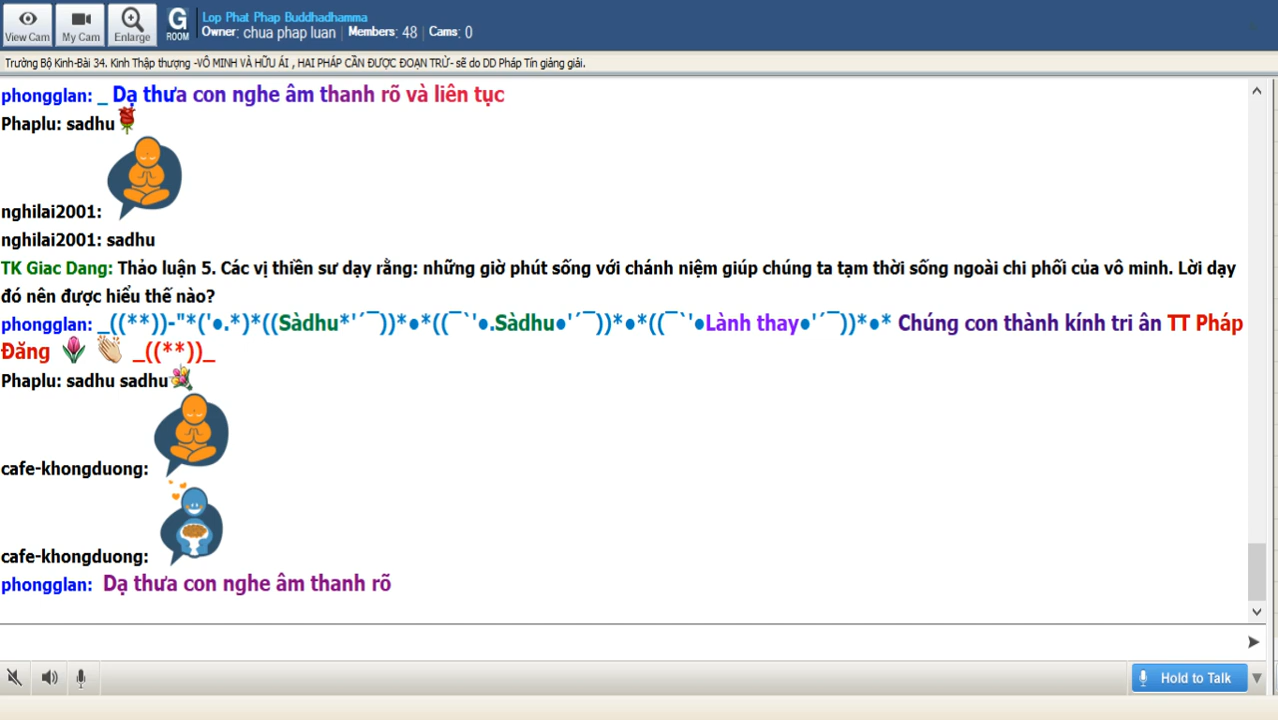 View Cam
My Cam
Enlarge
G
ROOM
Lop Phat Phap Buddhadhamma
Owner: chua phap luan | Members: 48 | Cams: 0
Trường Bộ Kinh-Bài 34. Kinh Thập thượng -VÔ MINH VÀ HỮU ÁI , HAI PHÁP CẦN ĐƯỢC ĐOẠN TRỪ- sẽ do DD Pháp Tín giảng giải.
phongglan: _ Dạ thưa con nghe âm thanh rõ và liên tục
Phaplu: sadhu
nghilai2001:
nghilai2001: sadhu
TK Giac Dang: Thảo luận 5. Các vị thiền sư dạy rằng: những giờ phút sống với chánh niệm giúp chúng ta tạm thời sống ngoài chi phối của vô minh. Lời dạy
đó nên được hiểu thế nào?
phongglan: _((**))-"*('●.*)*((Sàdhu*'´¯))*●*((¯`'●.Sàdhu●'´¯))*●*((¯`'●Lành thay●'´¯))*●* Chúng con thành kính tri ân TT Pháp
Đăng _((**))_
Phaplu: sadhu sadhu
cafe-khongduong:
cafe-khongduong:
phongglan: Dạ thưa con nghe âm thanh rõ
Hold to Talk